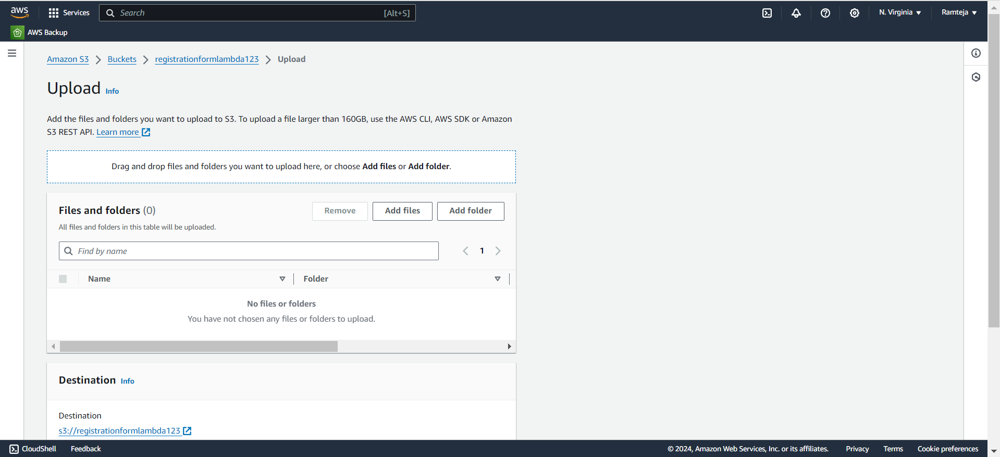 aws
Services
Search
[Alt+S]
N. Virginia
Ramteja
AWS Backup
Amazon S3
Buckets
registrationformlambda123
Upload
Upload Info
Add the files and folders you want to upload to S3. To upload a file larger than 160GB, use the AWS CLI, AWS SDK or Amazon
S3 REST API. Learn more
Drag and drop files and folders you want to upload here, or choose Add files or Add folder.
Files and folders (0)
Remove
Add files
Add folder
All files and folders in this table will be uploaded.
Find by name
1
Name
Folder
No files or folders
You have not chosen any files or folders to upload.
Destination Info
Destination
s3://registrationformlambda123
CloudShell
Feedback
© 2024, Amazon Web Services, Inc. or its affiliates.
Privacy
Terms
Cookie preferences